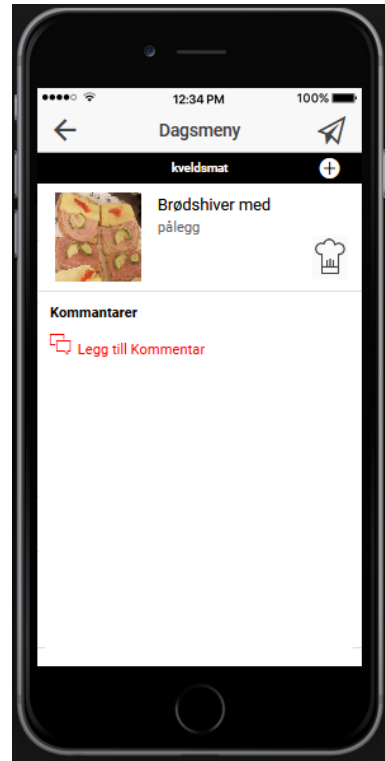 12:34 PM
100%
Dagsmeny
kveldsmat
Brødshiver med
pålegg
Kommantarer
Legg till Kommentar